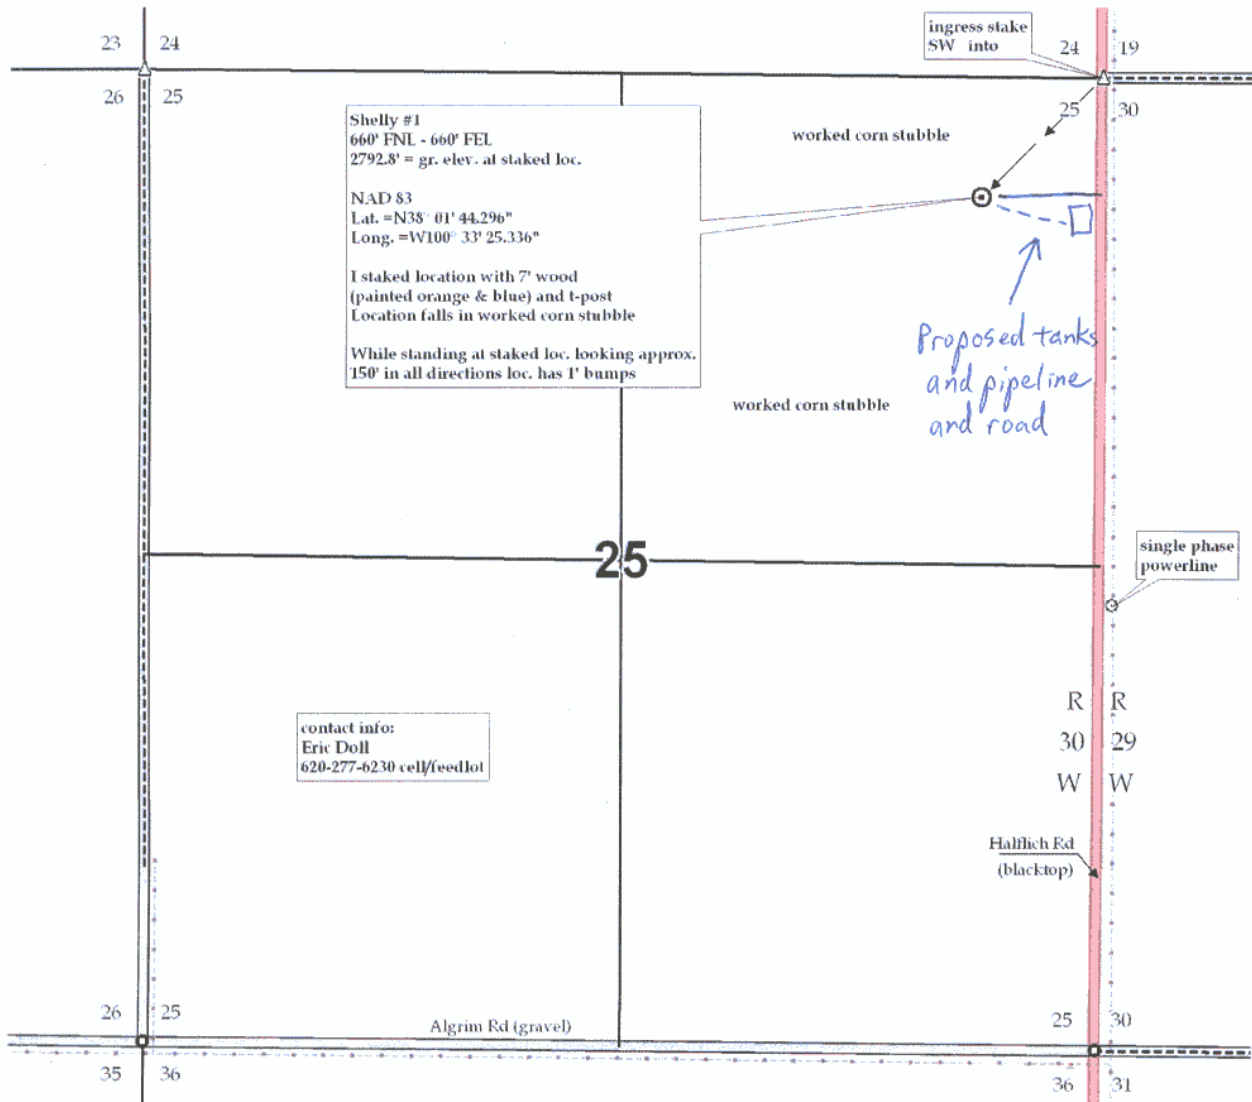 23 24
26 25
ingress stake
SW into
24 19
25 30
Shelly #1
660' FNL - 660' FEL
2792.8' = gr. elev. at staked loc.
NAD 83
Lat. =N38° 01' 44.296"
Long. =W100° 33' 25.336"
I staked location with 7' wood
(painted orange & blue) and t-post
Location falls in worked corn stubble
While standing at staked loc. looking approx.
150' in all directions loc. has 1' bumps
worked corn stubble
Proposed tanks
and pipeline
and road
worked corn stubble
25
single phase
powerline
R R
30 29
W W
contact info:
Eric Doll
620-277-6230 cell/feedlot
Halflich Rd
(blacktop)
26 25
Algrim Rd (gravel)
25 30
35 36
36 31